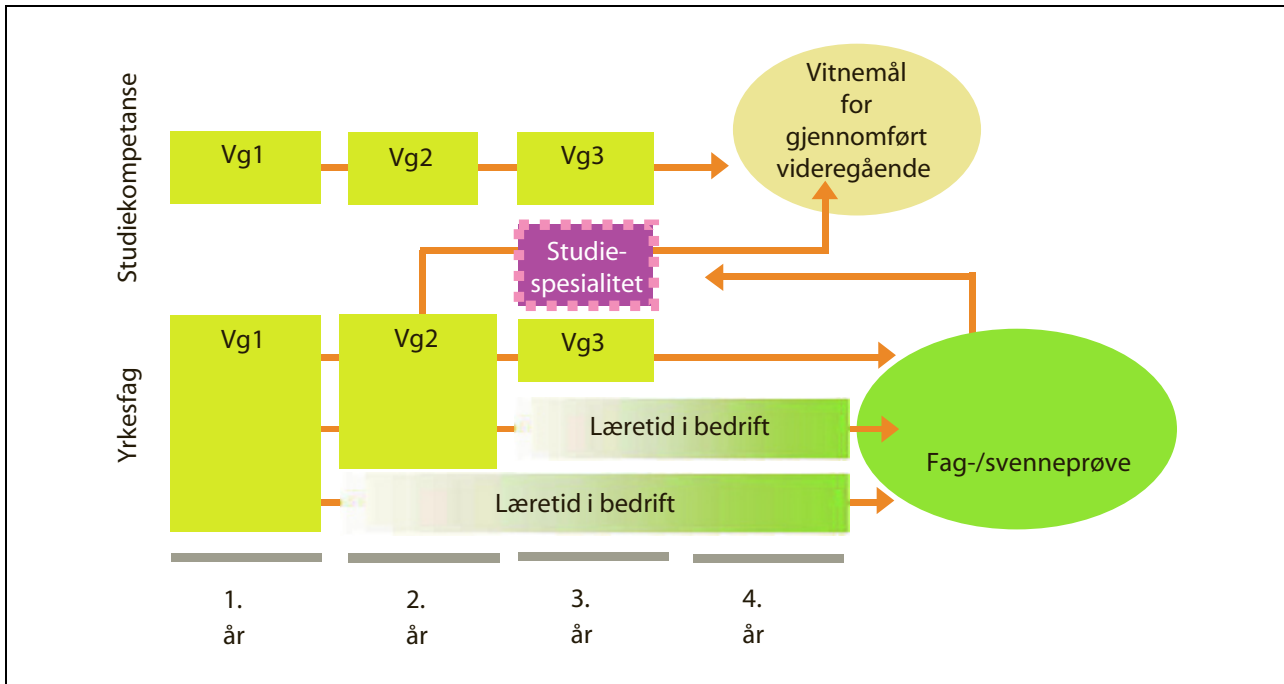 Studiekompetanse
Vg1
Vg2
Vg3
Vitnemål
for
gjennomført
videregående
Studie-
spesialitet
Yrkesfag
Vg1
Vg2
Vg3
Læretid i bedrift
Læretid i bedrift
Fag-/svenneprøve
1.
år
2.
år
3.
år
4.
år